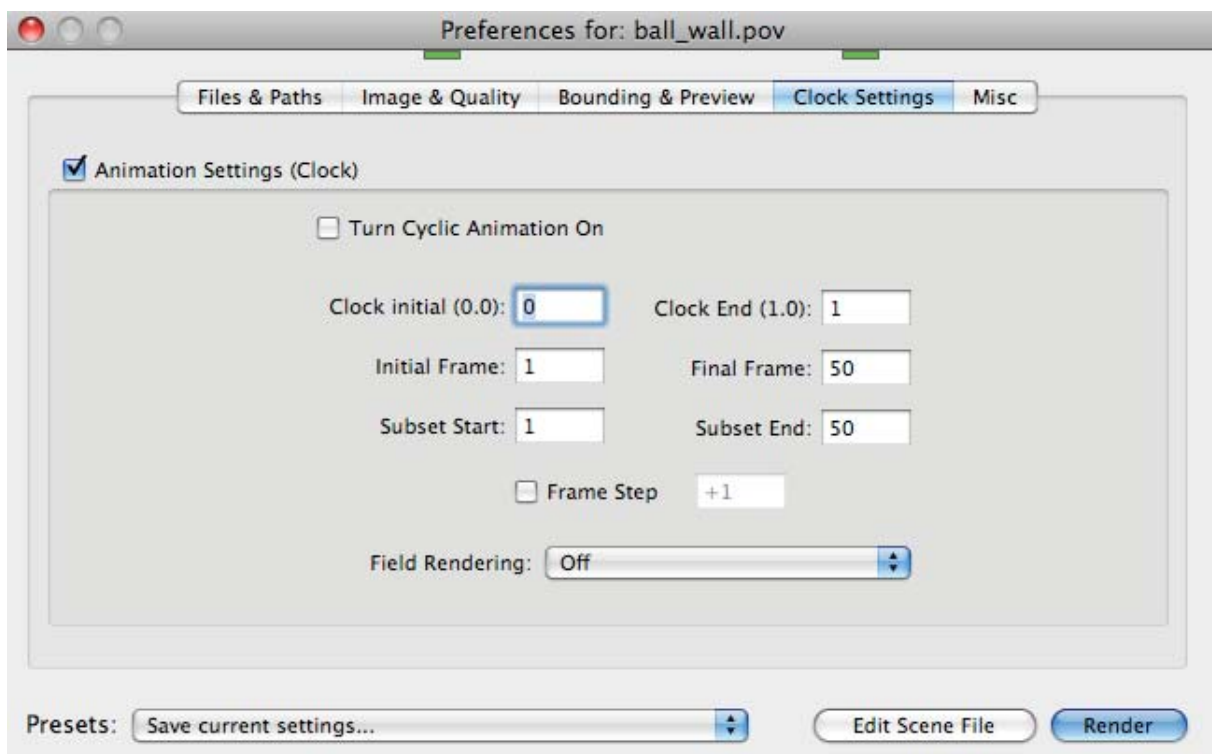 Preferences for: ball_wall.pov
Files & Paths Image & Quality Bounding & Preview Clock Settings Misc
Animation Settings (Clock)
Turn Cyclic Animation On
Clock initial (0.0): 0 Clock End (1.0): 1
Initial Frame: 1 Final Frame: 50
Subset Start: 1 Subset End: 50
Frame Step +1
Field Rendering: Off
Presets: Save current settings... Edit Scene File Render